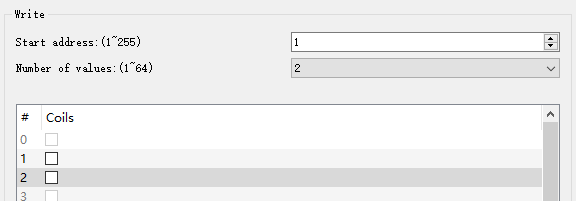 Write
Start address:(1~255) 1
Number of values:(1~64) 2
# Coils
0
1
2
3